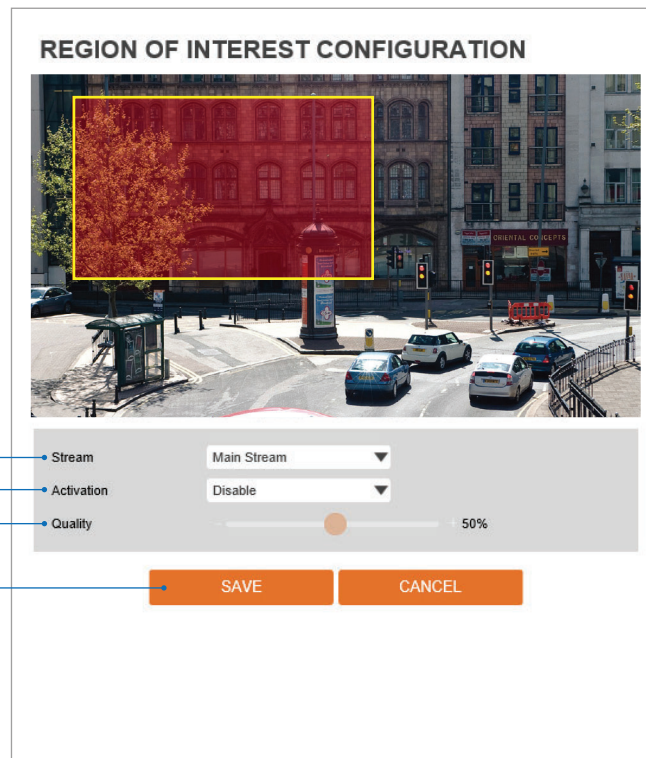 REGION OF INTEREST CONFIGURATION
ORIENTAL CONCEPTS
Stream Main Stream
Activation Disable
Quality - + 50%
SAVE CANCEL